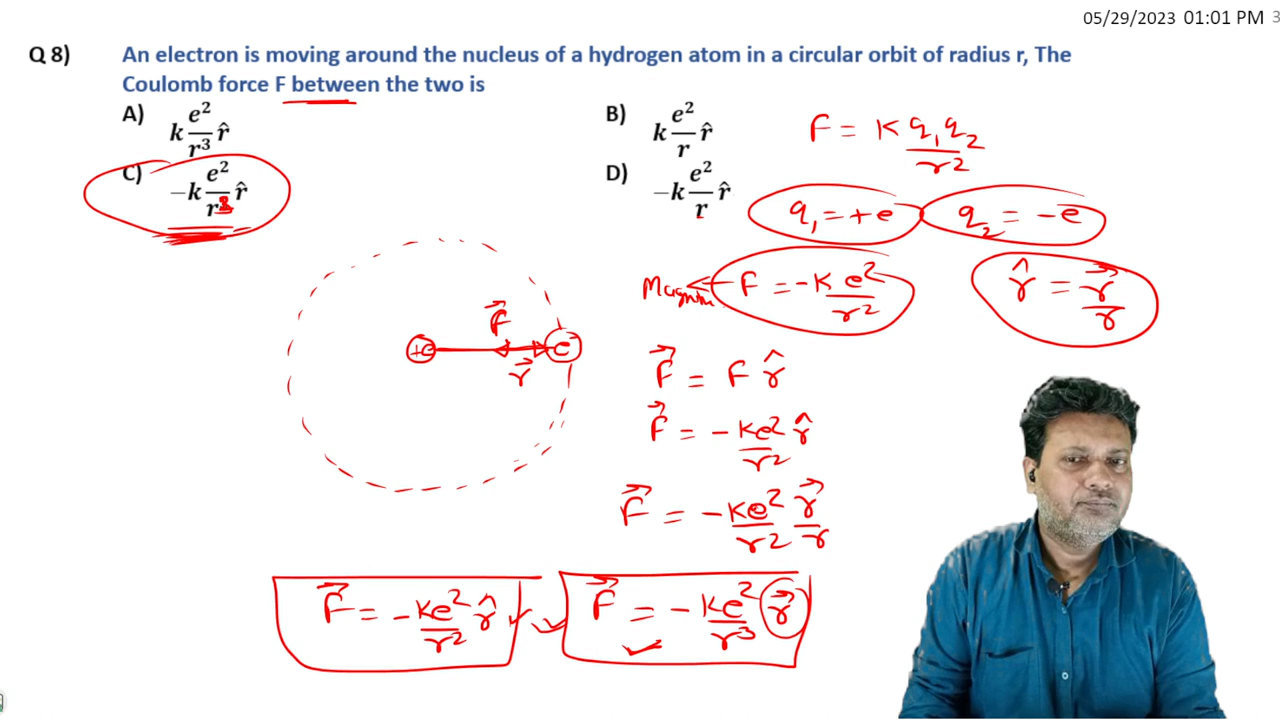 05/29/2023 01:01 PM 3
Q 8) An electron is moving around the nucleus of a hydrogen atom in a circular orbit of radius r, The
Coulomb force F between the two is
A) k e²/r³ r̂
B) k e²/r r̂
C) -k e²/r r̂
D) -k e²/r r̂
F = K q₁q₂/r²
q₁ = +e q₂ = -e
F = -K e²/r²
r̂ = r⃗/r
+e F⃗ r⃗ e⁻
F⃗ = F r̂
F⃗ = -Ke²/r² r̂
F⃗ = -Ke²/r² r⃗/r
F⃗ = -Ke²/r² r̂
F⃗ = -Ke²/r³ r⃗